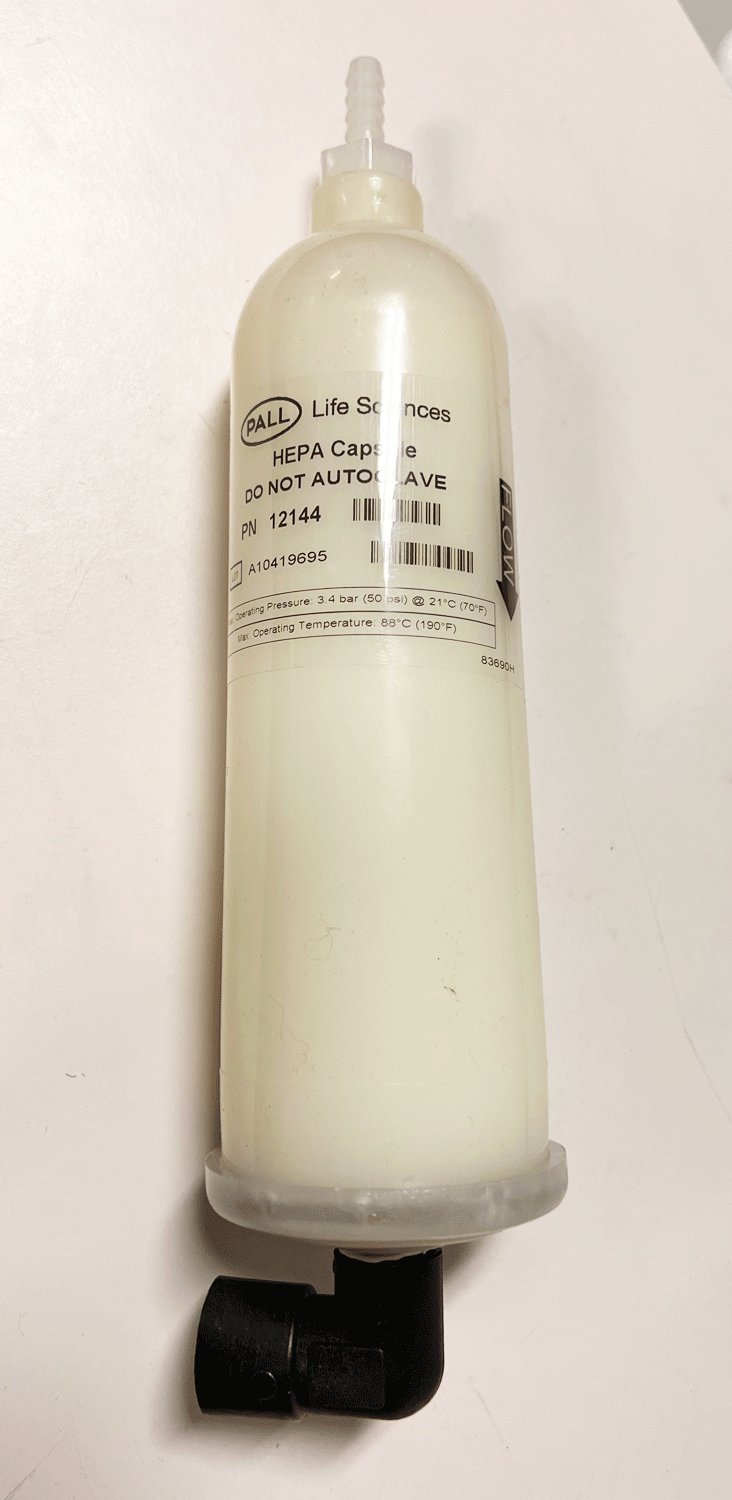 PALL Life Sciences
HEPA Capsule
DO NOT AUTOCLAVE
PN 12144
LOT A10419695
Operating Pressure: 3.4 bar (50 psi) @ 21°C (70°F)
Max. Operating Temperature: 88°C (190°F)
83690H
FLOW